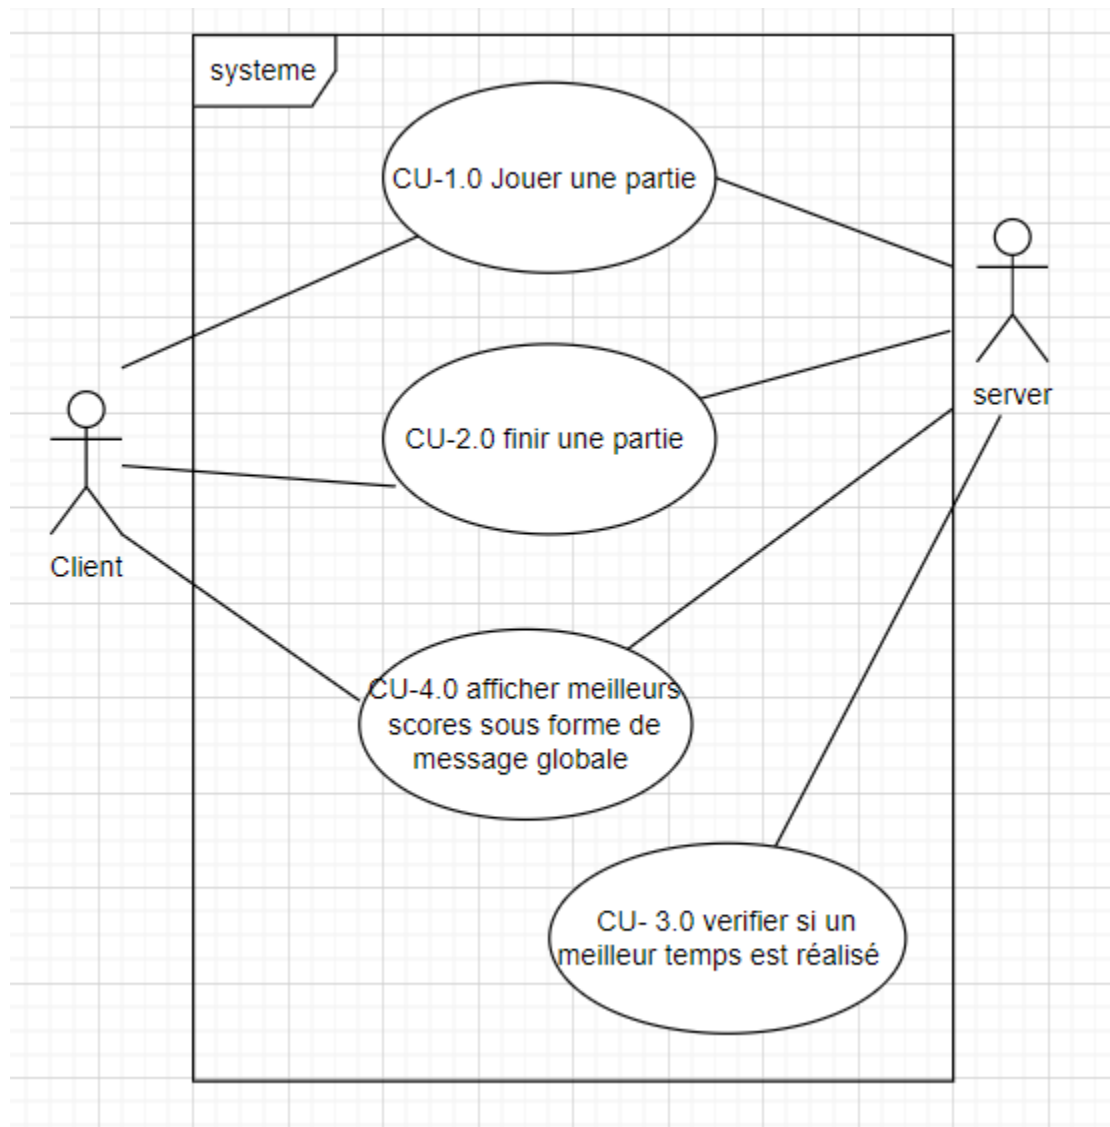 systeme
CU-1.0 Jouer une partie
server
CU-2.0 finir une partie
Client
CU-4.0 afficher meilleurs
scores sous forme de
message globale
CU- 3.0 verifier si un
meilleur temps est réalisé